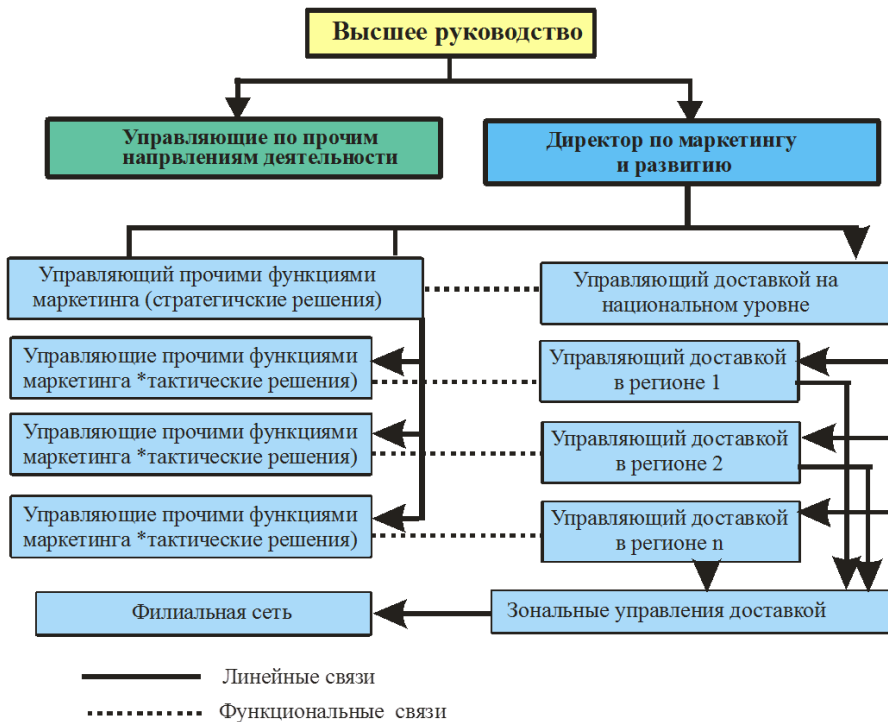 Высшее руководство
Управляющие по прочим
напрвлениям деятельности
Директор по маркетингу
и развитию
Управляющий прочими функциями
маркетинга (стратегичские решения)
Управляющий доставкой на
национальном уровне
Управляющие прочими функциями
маркетинга *тактические решения)
Управляющий доставкой
в регионе 1
Управляющие прочими функциями
маркетинга *тактические решения)
Управляющий доставкой
в регионе 2
Управляющие прочими функциями
маркетинга *тактические решения)
Управляющий доставкой
в регионе n
Филиальная сеть
Зональные управления доставкой
Линейные связи
Функциональные связи